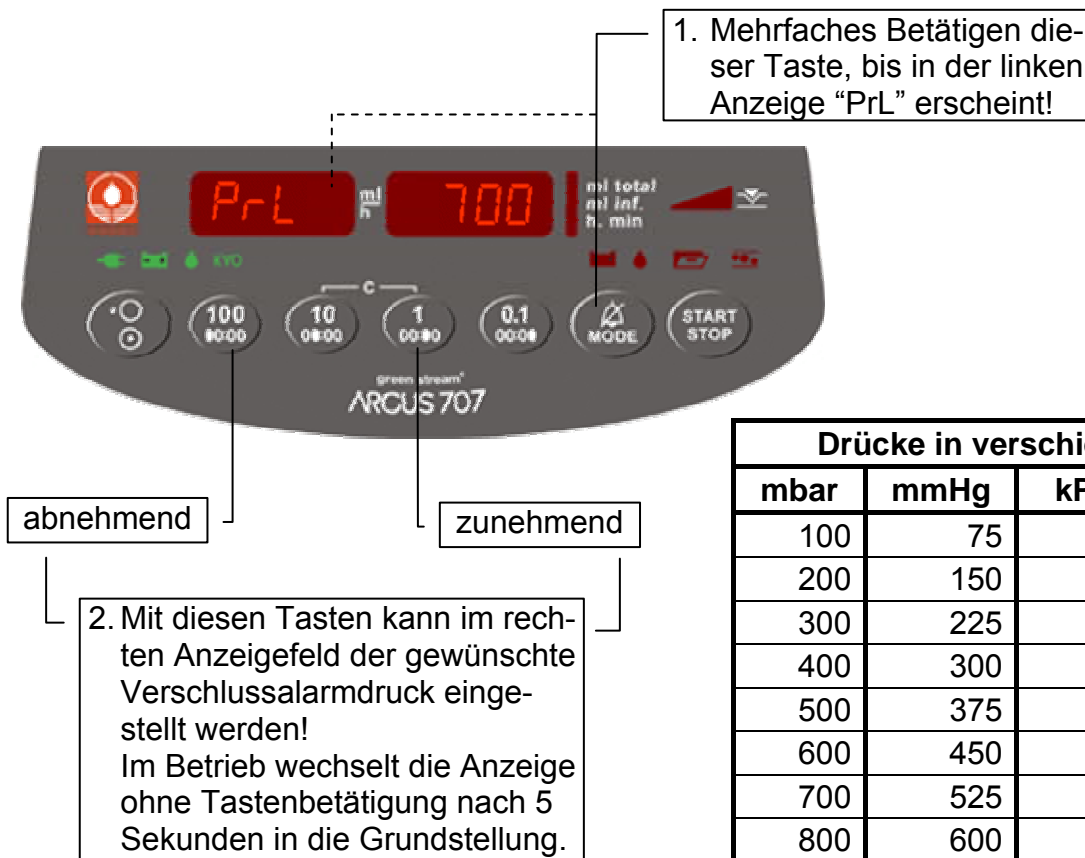 1. Mehrfaches Betätigen die-
ser Taste, bis in der linken
Anzeige “PrL” erscheint!
PrL
ml
h
700
ml total
ml inf.
h. min
KVO
C
100
00:00
10
00:00
1
00:00
0.1
00:00
MODE
START
STOP
green stream®
ARCUS 707
abnehmend
zunehmend
2. Mit diesen Tasten kann im rech-
ten Anzeigefeld der gewünschte
Verschlussalarmdruck einge-
stellt werden!
Im Betrieb wechselt die Anzeige
ohne Tastenbetätigung nach 5
Sekunden in die Grundstellung.
Drücke in verschi
mbar mmHg
100 75
200 150
300 225
400 300
500 375
600 450
700 525
800 600